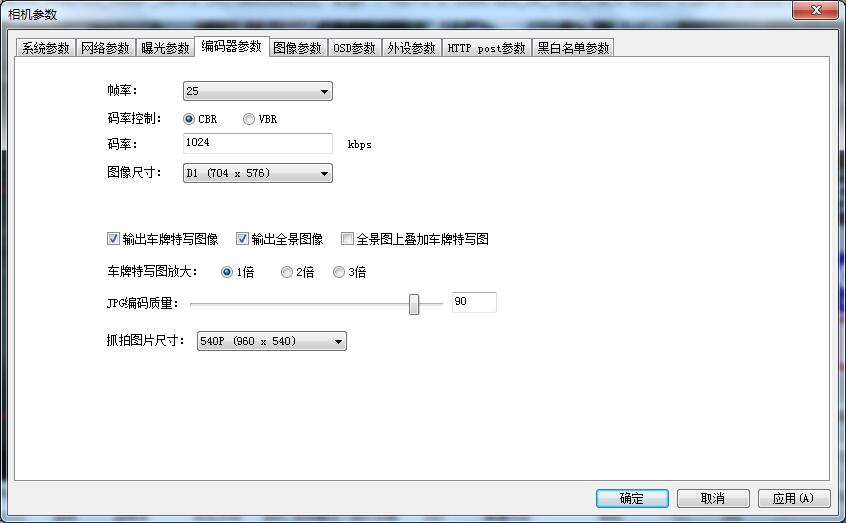 相机参数
系统参数 网络参数 曝光参数 编码器参数 图像参数 OSD参数 外设参数 HTTP post参数 黑白名单参数
帧率： 25
码率控制： CBR VBR
码率： 1024 kbps
图像尺寸： D1 (704 x 576)
输出车牌特写图像 输出全景图像 全景图上叠加车牌特写图
车牌特写图放大： 1倍 2倍 3倍
JPG编码质量： 90
抓拍图片尺寸： 540P (960 x 540)
确定 取消 应用(A)